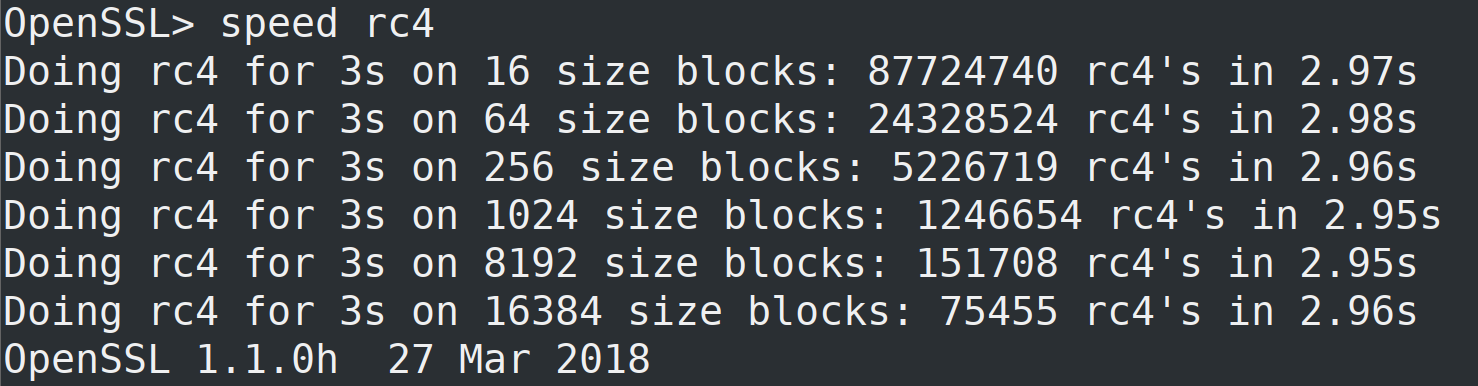 OpenSSL> speed rc4
Doing rc4 for 3s on 16 size blocks: 87724740 rc4's in 2.97s
Doing rc4 for 3s on 64 size blocks: 24328524 rc4's in 2.98s
Doing rc4 for 3s on 256 size blocks: 5226719 rc4's in 2.96s
Doing rc4 for 3s on 1024 size blocks: 1246654 rc4's in 2.95s
Doing rc4 for 3s on 8192 size blocks: 151708 rc4's in 2.95s
Doing rc4 for 3s on 16384 size blocks: 75455 rc4's in 2.96s
OpenSSL 1.1.0h  27 Mar 2018